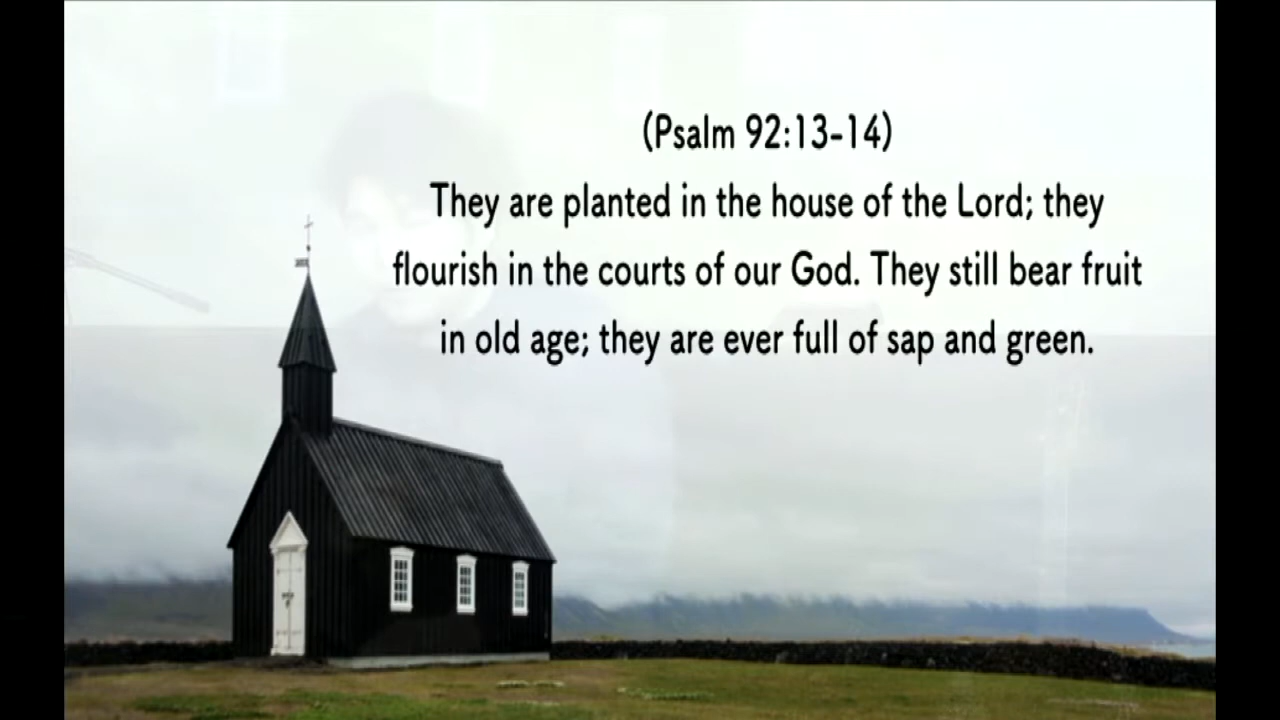 (Psalm 92:13-14)
They are planted in the house of the Lord; they
flourish in the courts of our God. They still bear fruit
in old age; they are ever full of sap and green.